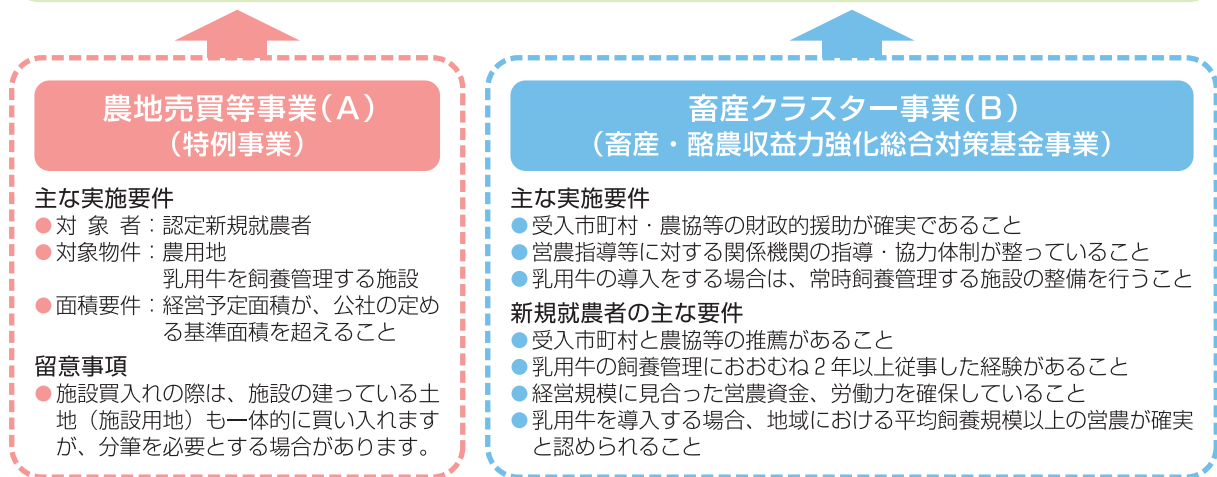 農地売買等事業（A）
（特例事業）
主な実施要件
●対象者：認定新規就農者
●対象物件：農用地
乳用牛を飼養管理する施設
●面積要件：経営予定面積が、公社の定め
る基準面積を超えること
留意事項
●施設買入れの際は、施設の建っている土
地（施設用地）も一体的に買い入れます
が、分筆を必要とする場合があります。
畜産クラスター事業（B）
（畜産・酪農収益力強化総合対策基金事業）
主な実施要件
●受入市町村・農協等の財政的援助が確実であること
●営農指導等に対する関係機関の指導・協力体制が整っていること
●乳用牛の導入をする場合は、常時飼養管理する施設の整備を行うこと
新規就農者の主な要件
●受入市町村と農協等の推薦があること
●乳用牛の飼養管理におおむね２年以上従事した経験があること
●経営規模に見合った営農資金、労働力を確保していること
●乳用牛を導入する場合、地域における平均飼養規模以上の営農が確実
と認められること